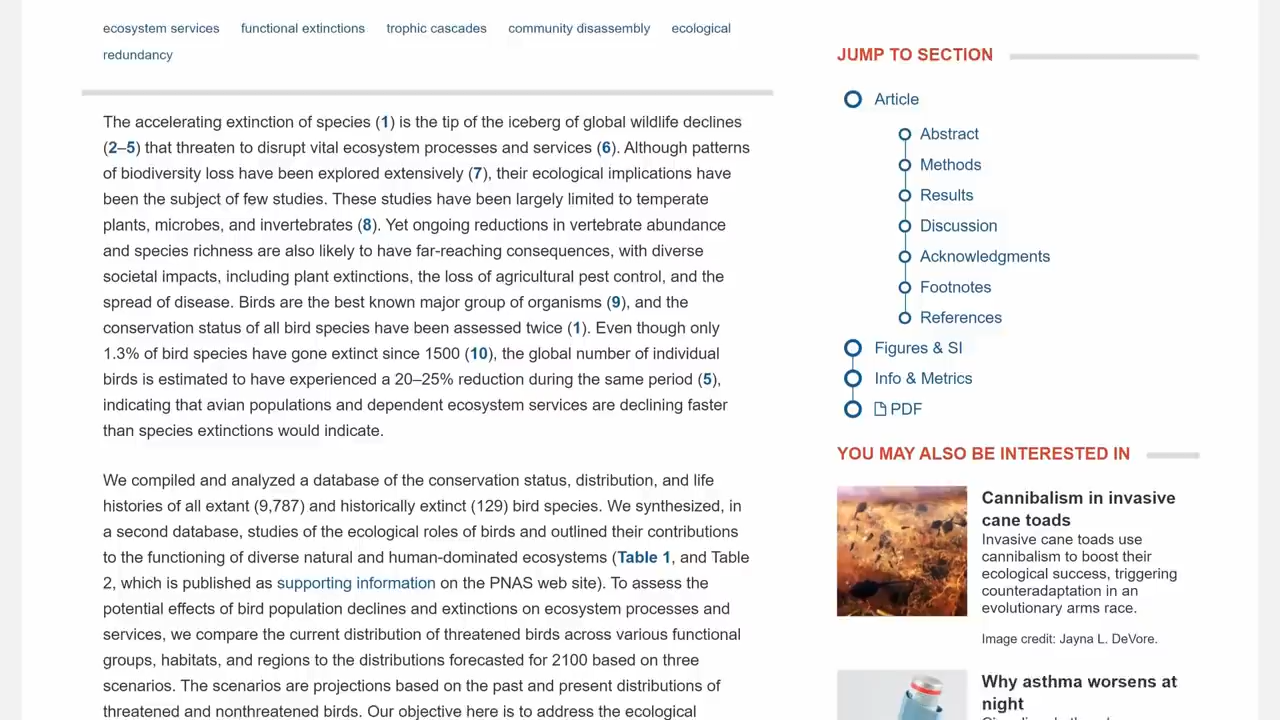 ecosystem services functional extinctions trophic cascades community disassembly ecological
redundancy
The accelerating extinction of species (1) is the tip of the iceberg of global wildlife declines
(2–5) that threaten to disrupt vital ecosystem processes and services (6). Although patterns
of biodiversity loss have been explored extensively (7), their ecological implications have
been the subject of few studies. These studies have been largely limited to temperate
plants, microbes, and invertebrates (8). Yet ongoing reductions in vertebrate abundance
and species richness are also likely to have far-reaching consequences, with diverse
societal impacts, including plant extinctions, the loss of agricultural pest control, and the
spread of disease. Birds are the best known major group of organisms (9), and the
conservation status of all bird species have been assessed twice (1). Even though only
1.3% of bird species have gone extinct since 1500 (10), the global number of individual
birds is estimated to have experienced a 20–25% reduction during the same period (5),
indicating that avian populations and dependent ecosystem services are declining faster
than species extinctions would indicate.
We compiled and analyzed a database of the conservation status, distribution, and life
histories of all extant (9,787) and historically extinct (129) bird species. We synthesized, in
a second database, studies of the ecological roles of birds and outlined their contributions
to the functioning of diverse natural and human-dominated ecosystems (Table 1, and Table
2, which is published as supporting information on the PNAS web site). To assess the
potential effects of bird population declines and extinctions on ecosystem processes and
services, we compare the current distribution of threatened birds across various functional
groups, habitats, and regions to the distributions forecasted for 2100 based on three
scenarios. The scenarios are projections based on the past and present distributions of
threatened and nonthreatened birds. Our objective here is to address the ecological
JUMP TO SECTION
Article
Abstract
Methods
Results
Discussion
Acknowledgments
Footnotes
References
Figures & SI
Info & Metrics
PDF
YOU MAY ALSO BE INTERESTED IN
Cannibalism in invasive
cane toads
Invasive cane toads use
cannibalism to boost their
ecological success, triggering
counteradaptation in an
evolutionary arms race.
Image credit: Jayna L. DeVore.
Why asthma worsens at
night